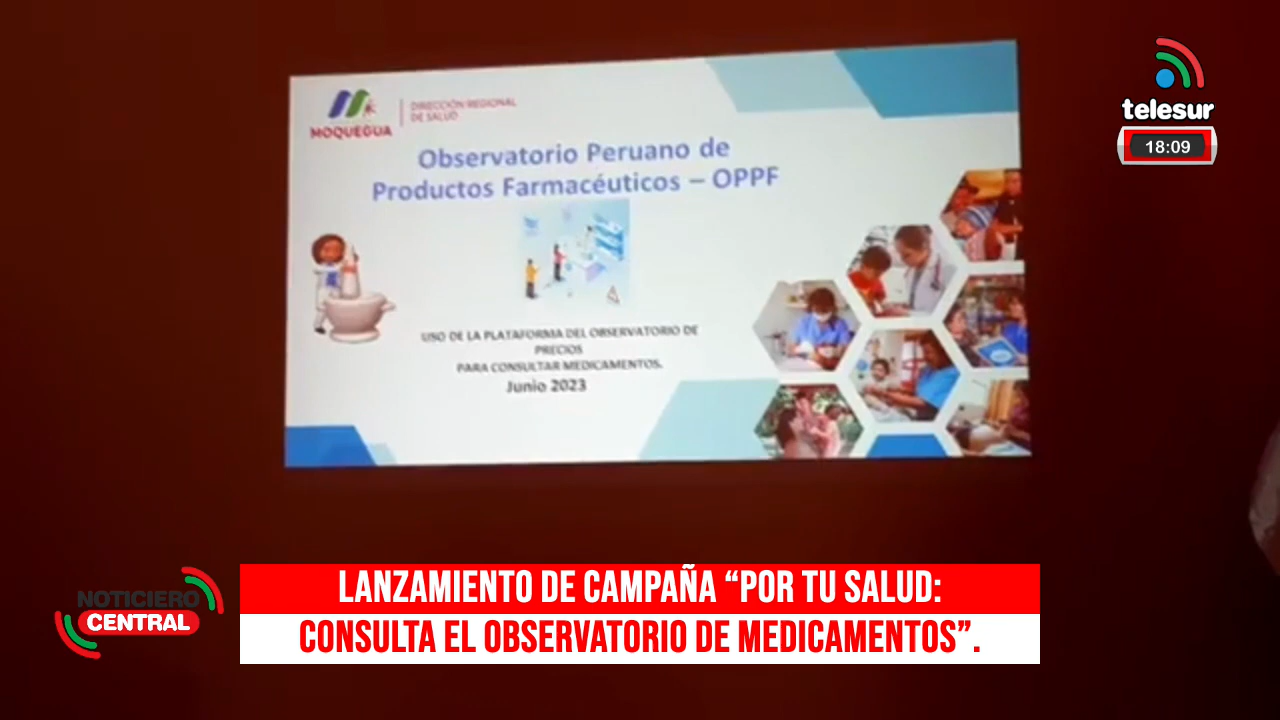 MOQUEGUA
DIRECCIÓN REGIONAL
DE SALUD
Observatorio Peruano de
Productos Farmacéuticos – OPPF
USO DE LA PLATAFORMA DEL OBSERVATORIO DE
PRECIOS
PARA CONSULTAR MEDICAMENTOS.
Junio 2023
telesur
18:09
NOTICIERO
CENTRAL
LANZAMIENTO DE CAMPAÑA “POR TU SALUD:
CONSULTA EL OBSERVATORIO DE MEDICAMENTOS”.